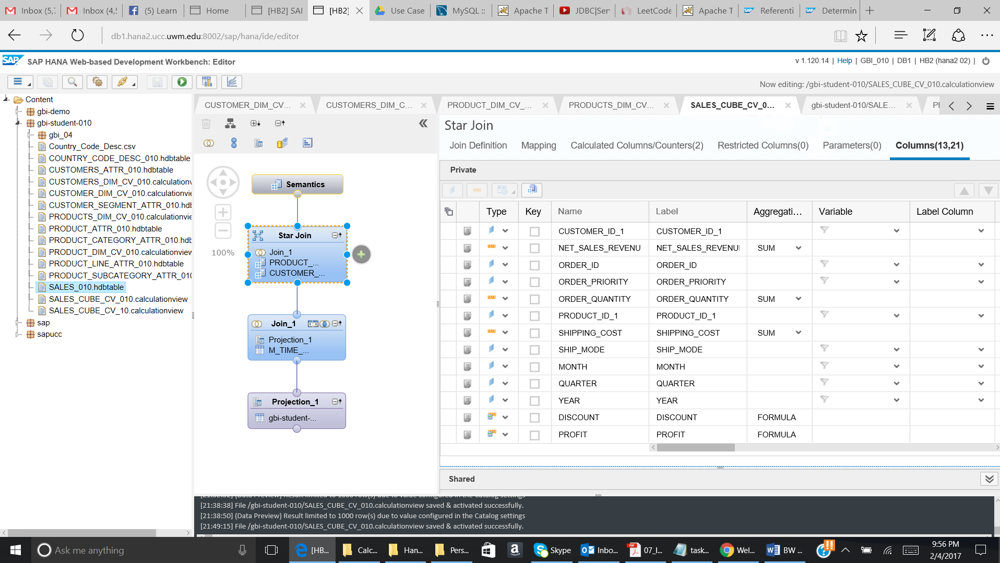 Inbox (5,7
Inbox (4,5
(5) Learn
Home
[HB2] SAI
[HB2]
Use Case
MySQL ::
Apache T
JDBC|Ser
LeetCode
Apache T
Referenti
Determin
db1.hana2.ucc.uwm.edu:8002/sap/hana/ide/editor
SAP SAP HANA Web-based Development Workbench: Editor
v 1.120.14 | Help | GBI_010 | DB1 | HB2 (hana2 02) |
Now editing: /gbi-student-010/SALES_CUBE_CV_010.calculationview
Content
gbi-demo
gbi-student-010
gbi_04
Country_Code_Desc.csv
COUNTRY_CODE_DESC_010.hdbtable
CUSTOMERS_ATTR_010.hdbtable
CUSTOMERS_DIM_CV_010.calculationv
CUSTOMER_DIM_CV_010.calculationvie
CUSTOMER_SEGMENT_ATTR_010.hdb
PRODUCTS_DIM_CV_010.calculationvie
PRODUCT_ATTR_010.hdbtable
PRODUCT_CATEGORY_ATTR_010.hdb
PRODUCT_DIM_CV_010.calculationview
PRODUCT_LINE_ATTR_010.hdbtable
PRODUCT_SUBCATEGORY_ATTR_010
SALES_010.hdbtable
SALES_CUBE_CV_010.calculationview
SALES_CUBE_CV_10.calculationview
sap
sapucc
CUSTOMER_DIM_CV...
CUSTOMERS_DIM_C...
PRODUCT_DIM_CV_...
PRODUCTS_DIM_CV...
SALES_CUBE_CV_0...
gbi-student-010/SALE...
Semantics
Star Join
Join_1
PRODUCT_...
CUSTOMER_...
100%
Join_1
Projection_1
M_TIME_...
Projection_1
gbi-student-...
Star Join
Join Definition Mapping Calculated Columns/Counters(2) Restricted Columns(0) Parameters(0) Columns(13,21)
Private
Type Key Name Label Aggregati... Variable Label Column
CUSTOMER_ID_1 CUSTOMER_ID_1
NET_SALES_REVENU NET_SALES_REVENU SUM
ORDER_ID ORDER_ID
ORDER_PRIORITY ORDER_PRIORITY
ORDER_QUANTITY ORDER_QUANTITY SUM
PRODUCT_ID_1 PRODUCT_ID_1
SHIPPING_COST SHIPPING_COST SUM
SHIP_MODE SHIP_MODE
MONTH MONTH
QUARTER QUARTER
YEAR YEAR
DISCOUNT DISCOUNT FORMULA
PROFIT PROFIT FORMULA
Shared
[21:38:38] File /gbi-student-010/SALES_CUBE_CV_010.calculationview saved & activated successfully.
[21:38:50] (Data Preview) Result limited to 1000 row(s) due to value configured in the Catalog settings
[21:49:15] File /gbi-student-010/SALES_CUBE_CV_010.calculationview saved & activated successfully.
Ask me anything
[HB...
Calc...
Han...
Pers...
Skype
Inbo...
07_I...
task...
Wel...
BW ...
9:56 PM
2/4/2017